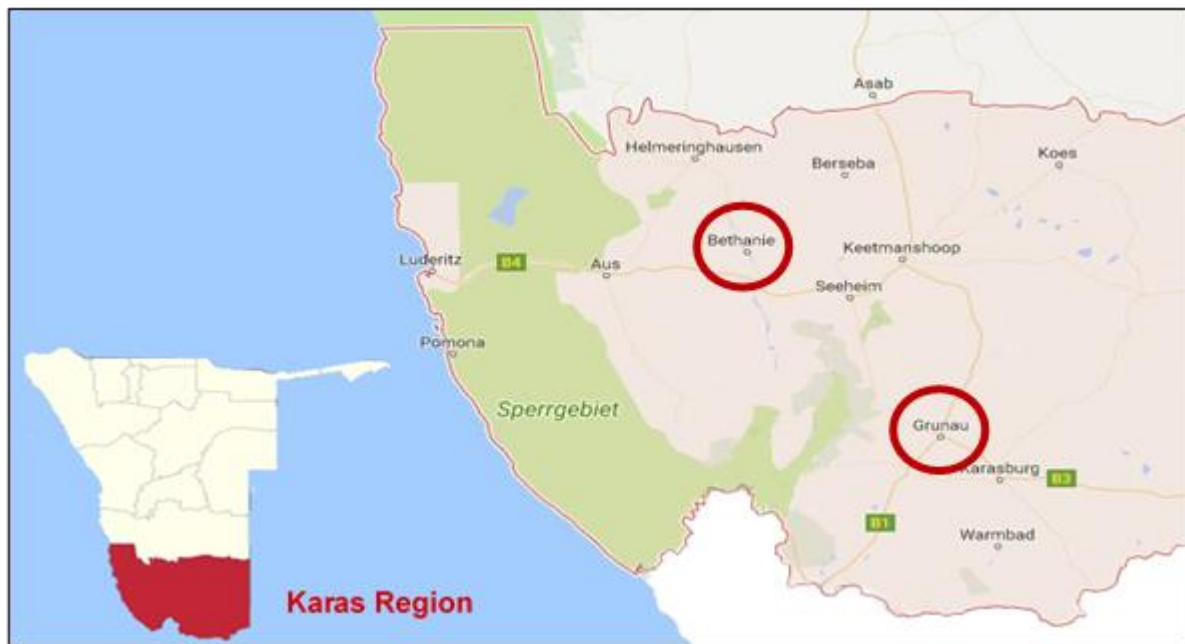 Asab
Helmeringhausen
Berseba
Koes
Bethanie
Keetmanshoop
Luderitz
B4
Aus
Seeheim
Pomona
Sperrgebiet
Grunau
Karasburg
B3
B1
Warmbad
Karas Region